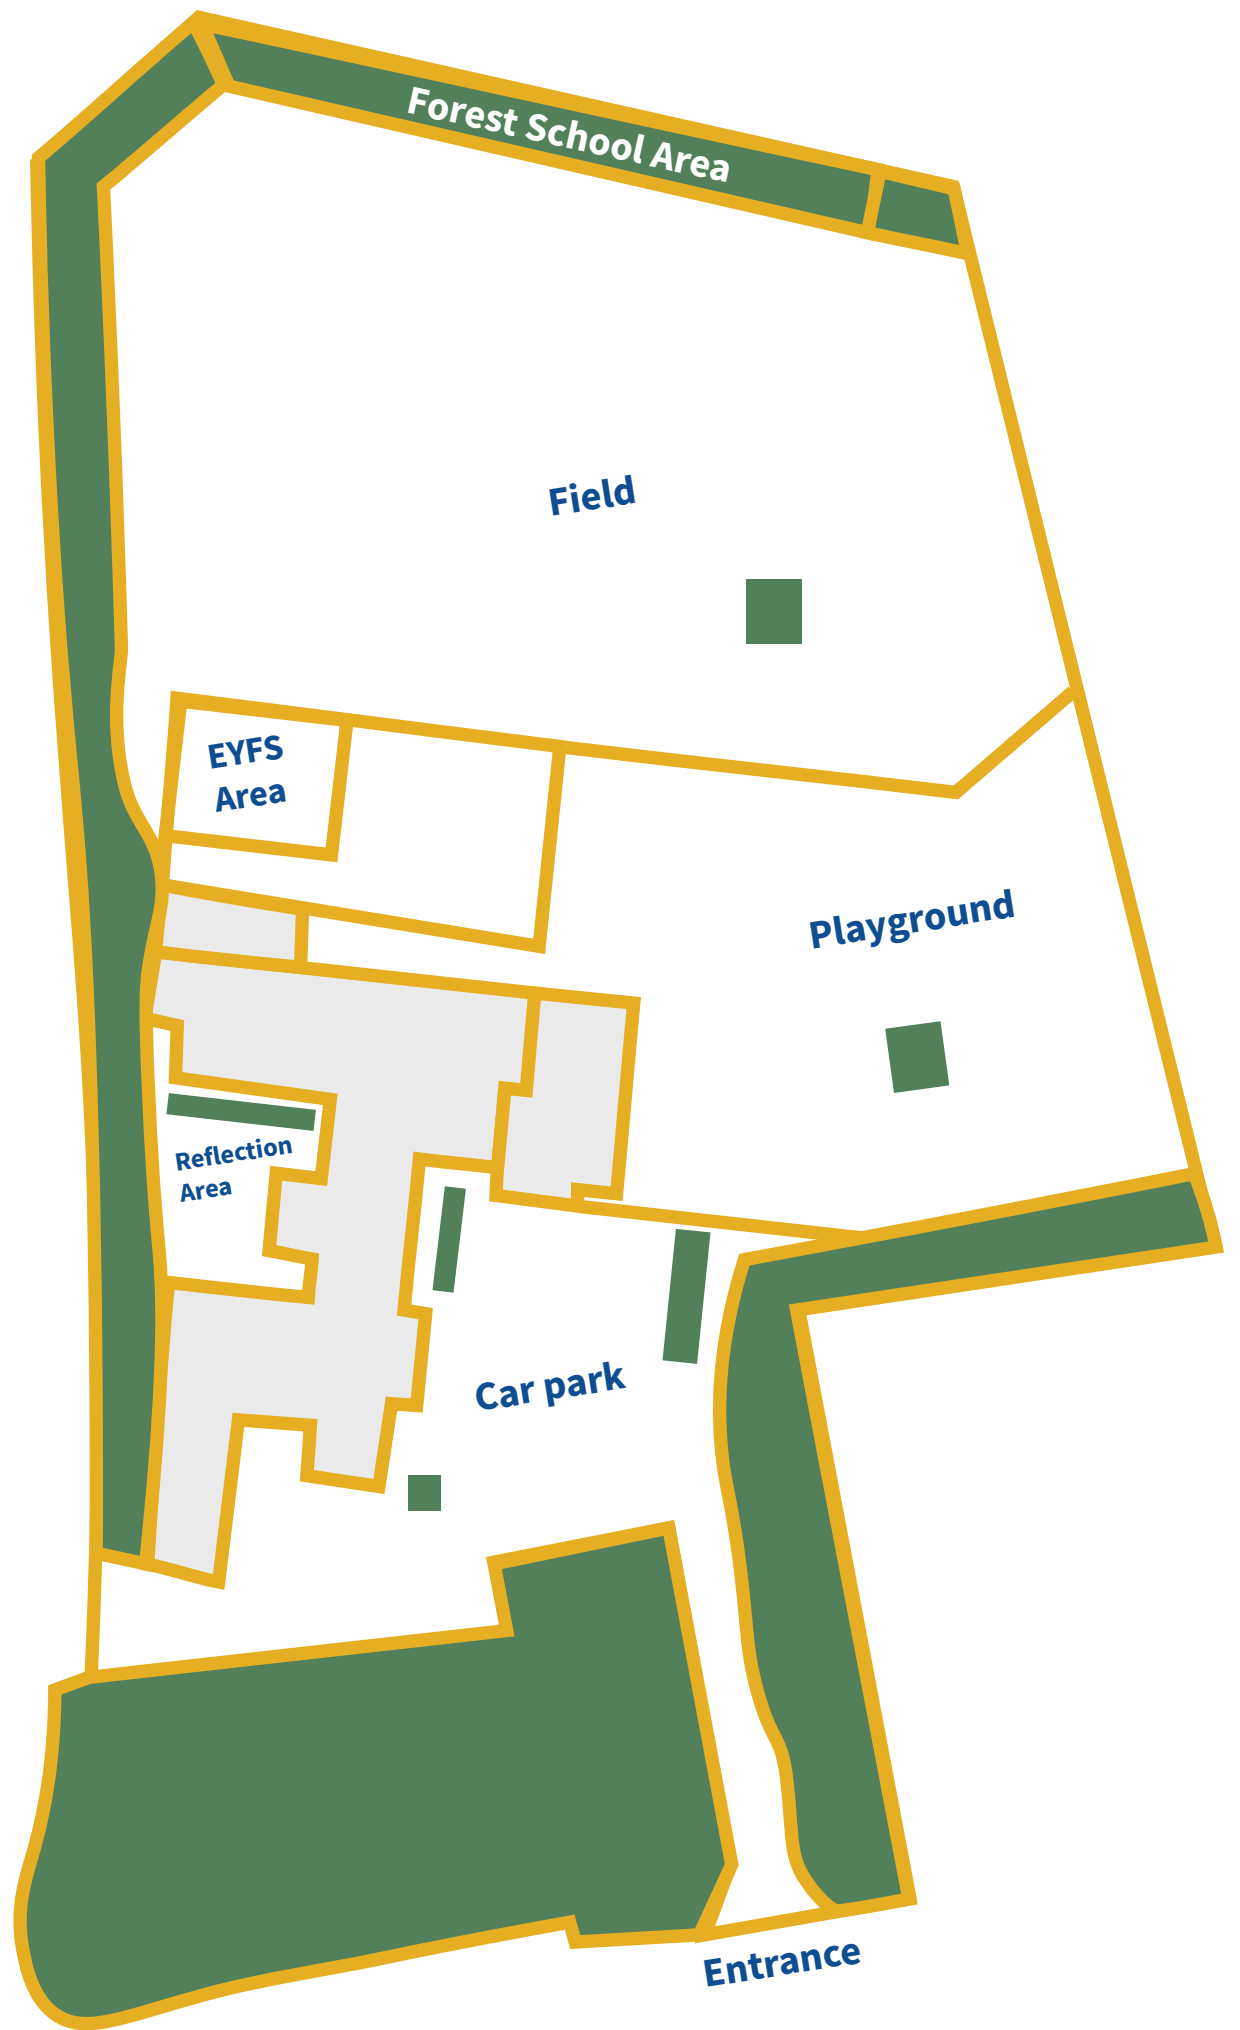 Forest School Area
Field
EYFS
Area
Playground
Reflection
Area
Car park
Entrance